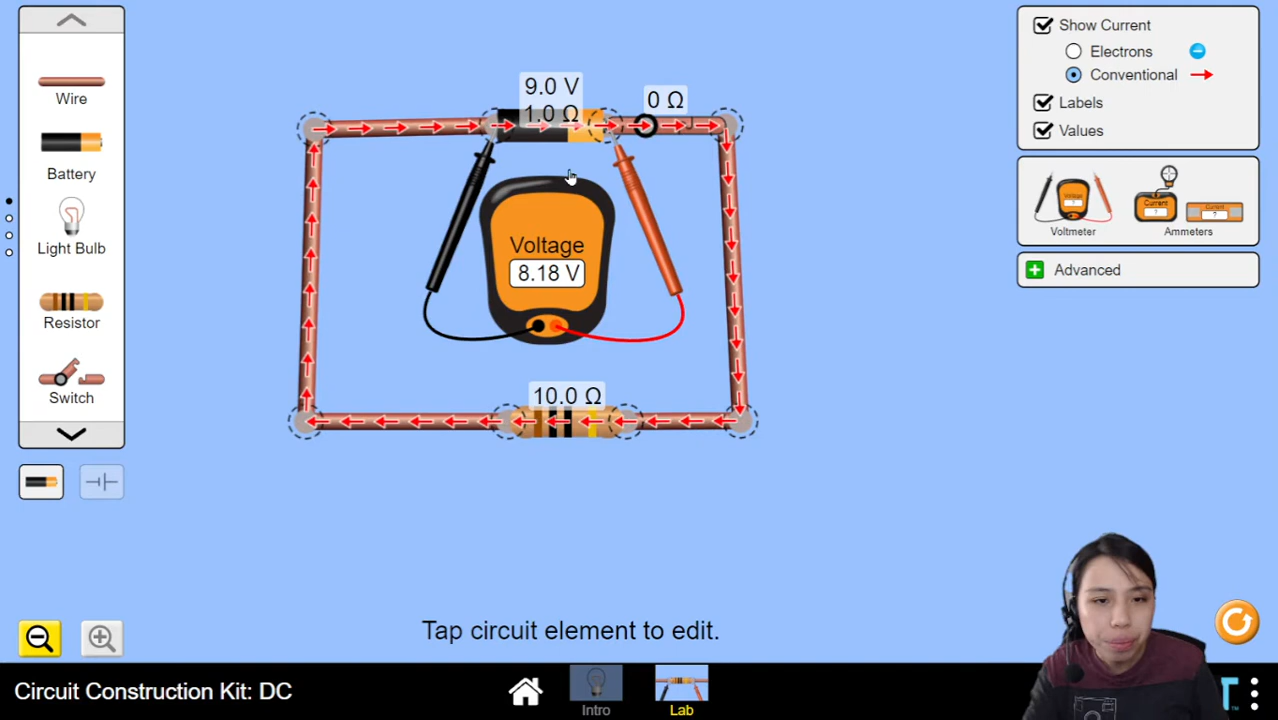 Wire
Battery
Light Bulb
Resistor
Switch
9.0 V
1.0 Ω
0 Ω
Voltage
8.18 V
10.0 Ω
Tap circuit element to edit.
Show Current
Electrons
Conventional
Labels
Values
Voltmeter
Ammeters
Advanced
Circuit Construction Kit: DC
Intro
Lab